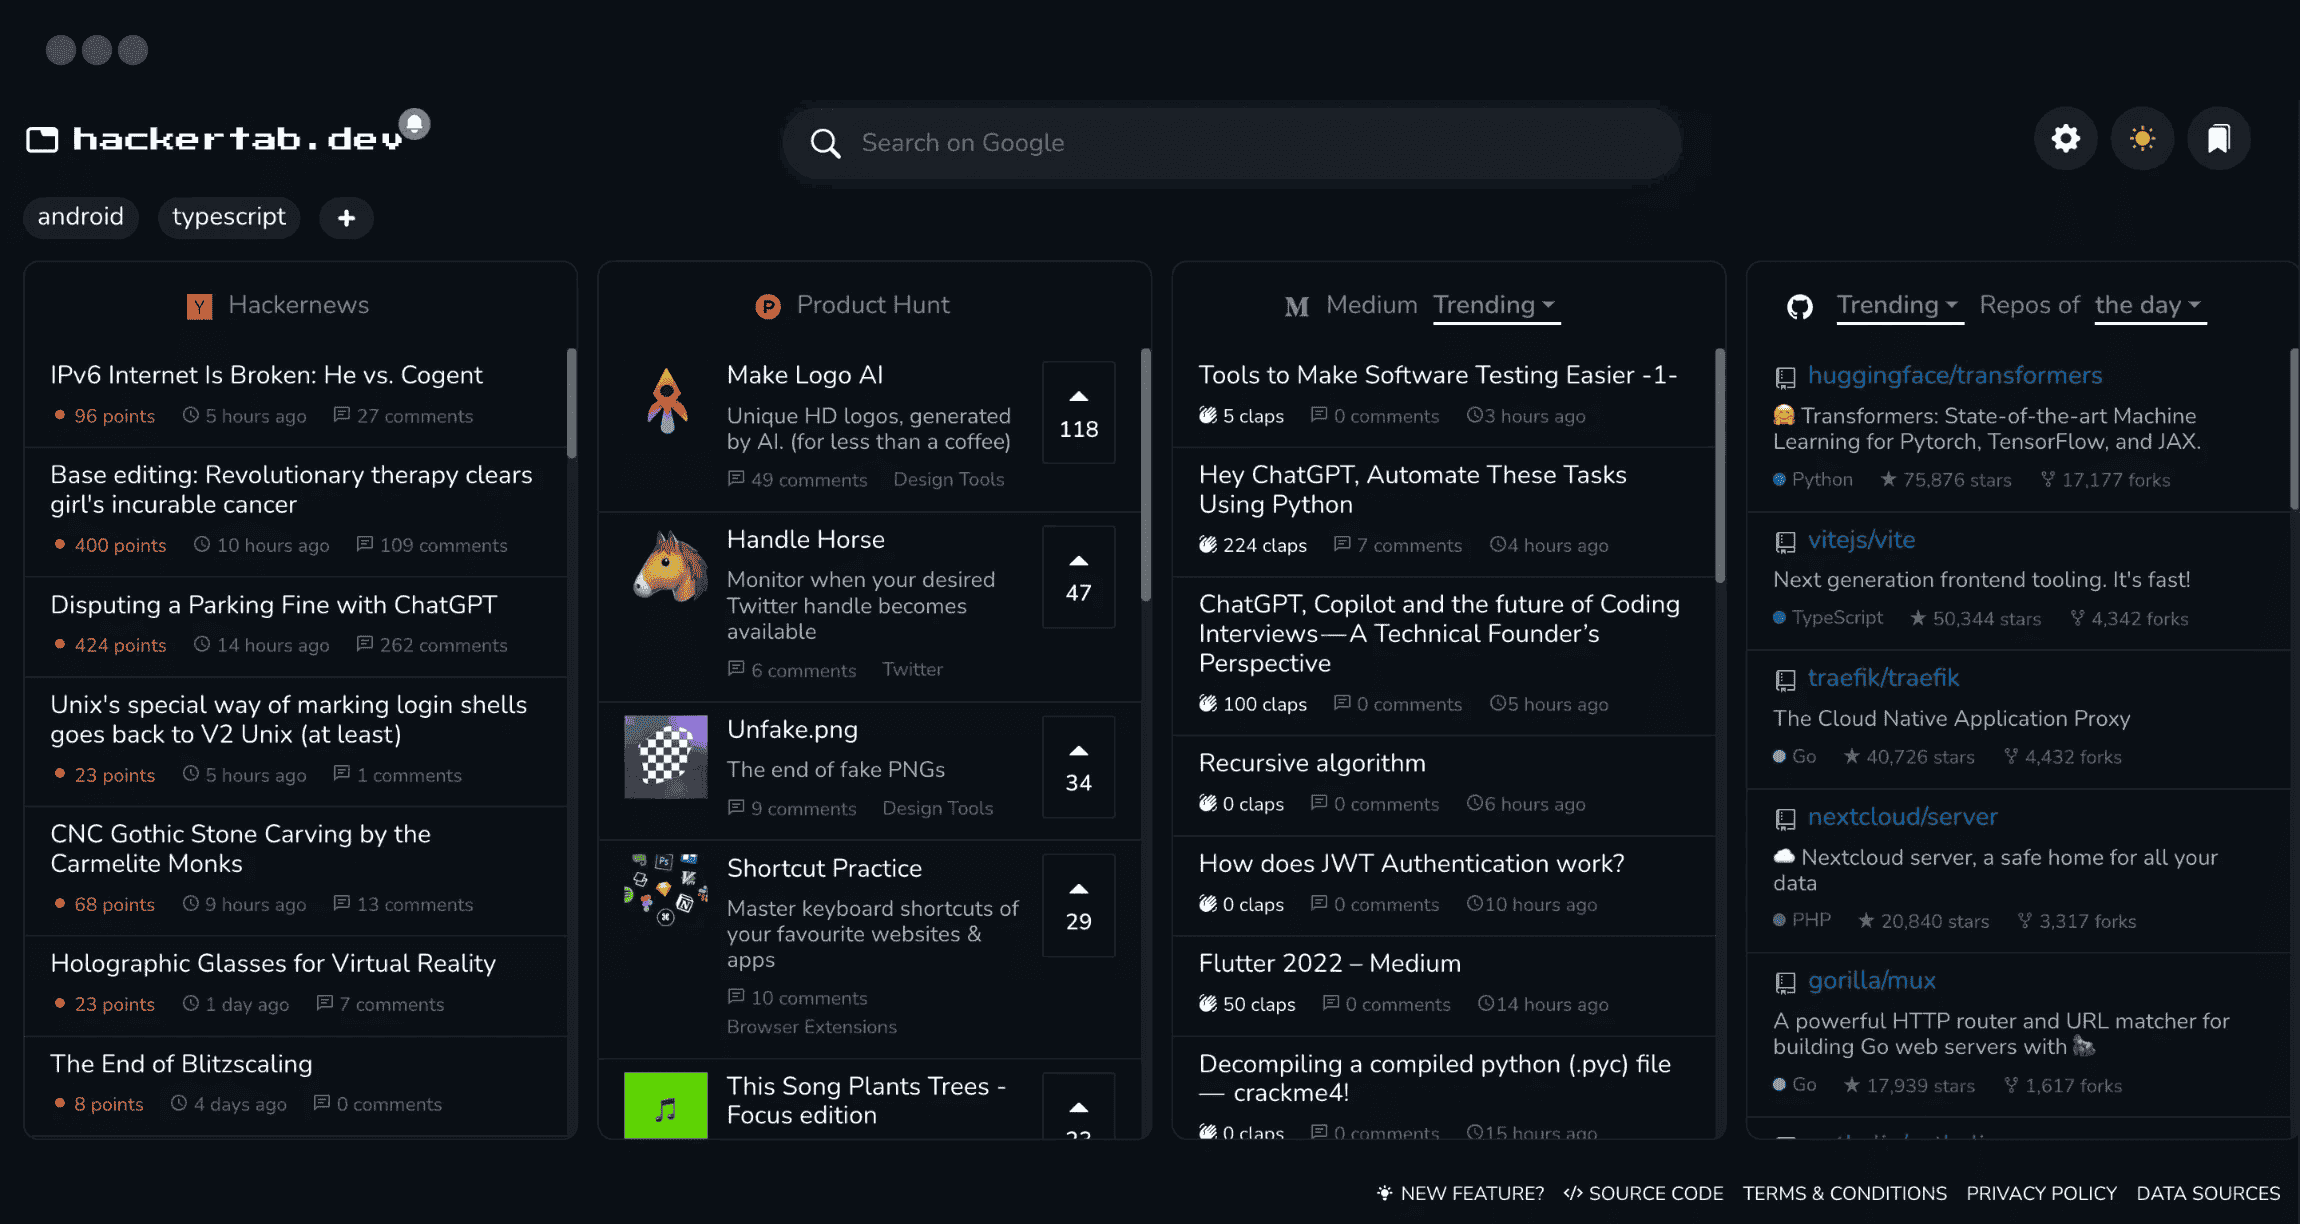 hackertab.dev
Search on Google
android
typescript
+
Hackernews
IPv6 Internet Is Broken: He vs. Cogent
96 points 5 hours ago 27 comments
Base editing: Revolutionary therapy clears
girl's incurable cancer
400 points 10 hours ago 109 comments
Disputing a Parking Fine with ChatGPT
424 points 14 hours ago 262 comments
Unix's special way of marking login shells
goes back to V2 Unix (at least)
23 points 5 hours ago 1 comments
CNC Gothic Stone Carving by the
Carmelite Monks
68 points 9 hours ago 13 comments
Holographic Glasses for Virtual Reality
23 points 1 day ago 7 comments
The End of Blitzscaling
8 points 4 days ago 0 comments
Product Hunt
Make Logo AI
Unique HD logos, generated
by AI. (for less than a coffee)
49 comments Design Tools
118
Handle Horse
Monitor when your desired
Twitter handle becomes
available
6 comments Twitter
47
Unfake.png
The end of fake PNGs
9 comments Design Tools
34
Shortcut Practice
Master keyboard shortcuts of
your favourite websites &
apps
10 comments
Browser Extensions
29
This Song Plants Trees -
Focus edition
Medium Trending
Tools to Make Software Testing Easier -1-
5 claps 0 comments 3 hours ago
Hey ChatGPT, Automate These Tasks
Using Python
224 claps 7 comments 4 hours ago
ChatGPT, Copilot and the future of Coding
Interviews — A Technical Founder’s
Perspective
100 claps 0 comments 5 hours ago
Recursive algorithm
0 claps 0 comments 6 hours ago
How does JWT Authentication work?
0 claps 0 comments 10 hours ago
Flutter 2022 – Medium
50 claps 0 comments 14 hours ago
Decompiling a compiled python (.pyc) file
— crackme4!
0 claps 0 comments 15 hours ago
Trending Repos of the day
huggingface/transformers
🤗 Transformers: State-of-the-art Machine
Learning for Pytorch, TensorFlow, and JAX.
Python 75,876 stars 17,177 forks
vitejs/vite
Next generation frontend tooling. It's fast!
TypeScript 50,344 stars 4,342 forks
traefik/traefik
The Cloud Native Application Proxy
Go 40,726 stars 4,432 forks
nextcloud/server
☁️ Nextcloud server, a safe home for all your
data
PHP 20,840 stars 3,317 forks
gorilla/mux
A powerful HTTP router and URL matcher for
building Go web servers with 🦍
Go 17,939 stars 1,617 forks
NEW FEATURE? </> SOURCE CODE TERMS & CONDITIONS PRIVACY POLICY DATA SOURCES